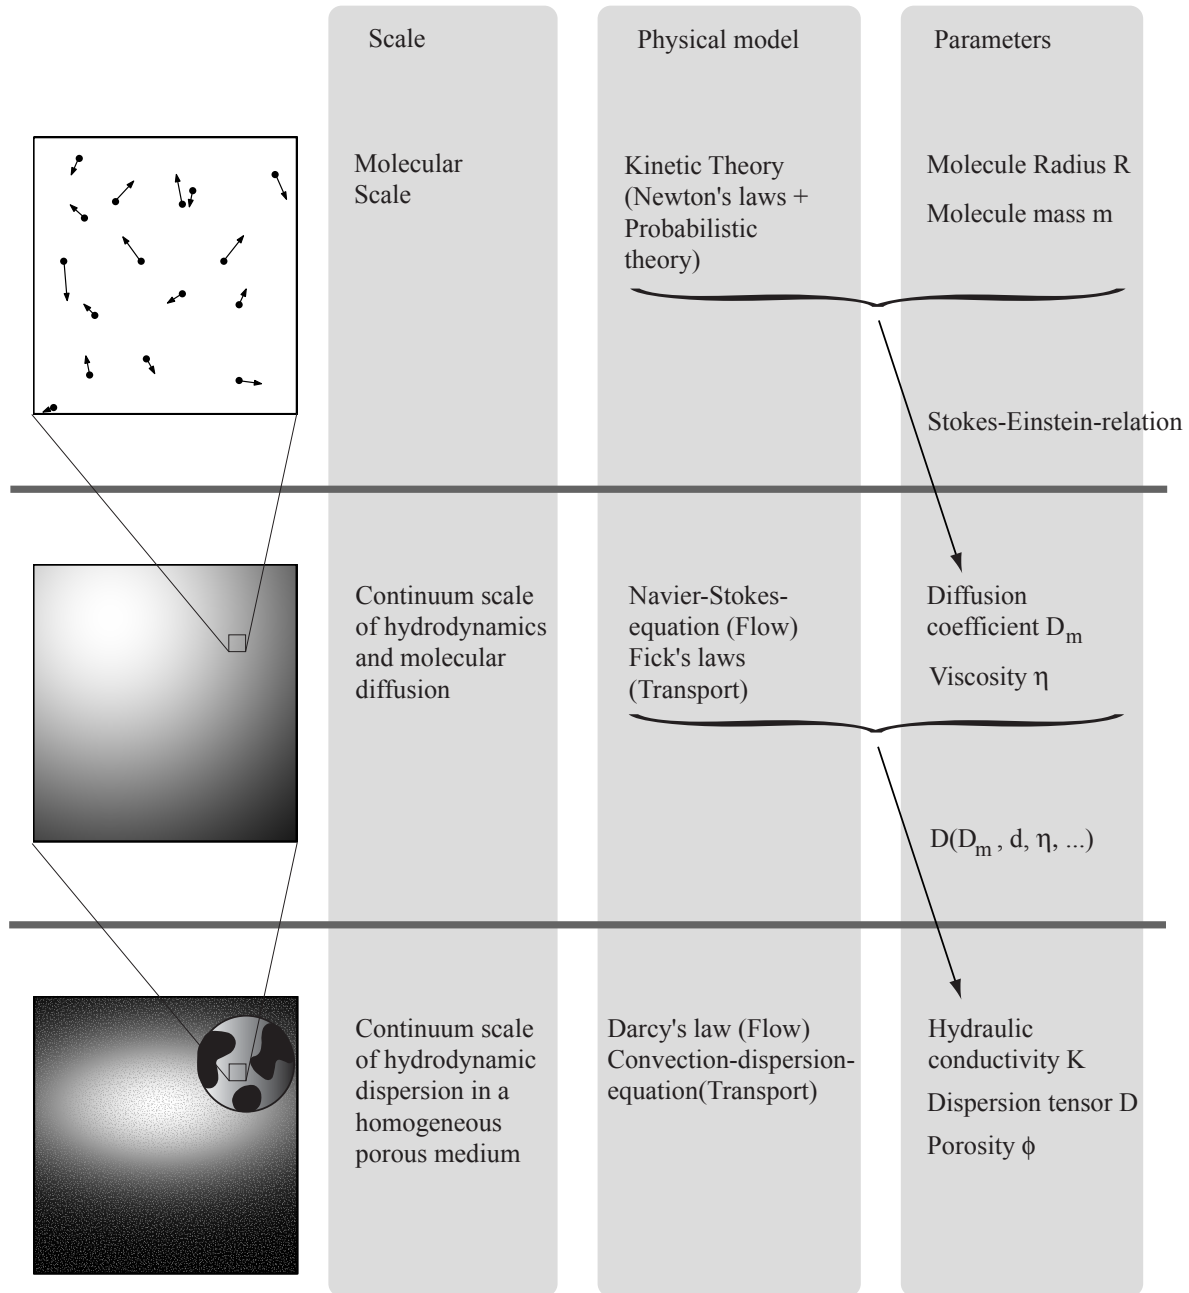 Scale
Physical model
Parameters
Molecular
Scale
Kinetic Theory
(Newton's laws +
Probabilistic
theory)
Molecule Radius R
Molecule mass m
Stokes-Einstein-relation
Continuum scale
of hydrodynamics
and molecular
diffusion
Navier-Stokes-
equation (Flow)
Fick's laws
(Transport)
Diffusion
coefficient Dm
Viscosity η
D(Dm , d, η, ...)
Continuum scale
of hydrodynamic
dispersion in a
homogeneous
porous medium
Darcy's law (Flow)
Convection-dispersion-
equation(Transport)
Hydraulic
conductivity K
Dispersion tensor D
Porosity ϕ